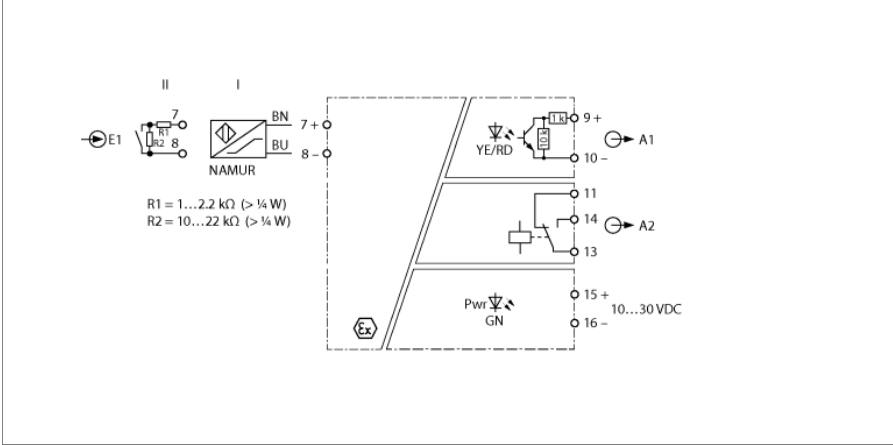 II I
E1
7
R1
R2 8
BN 7 +
BU 8 –
NAMUR
R1 = 1…2.2 kΩ (> ¼ W)
R2 = 10…22 kΩ (> ¼ W)
1 k 9 +
10 k
YE/RD
A1
10 –
11
14
A2
13
Pwr
GN
15 +
10…30 VDC
16 –
Ex